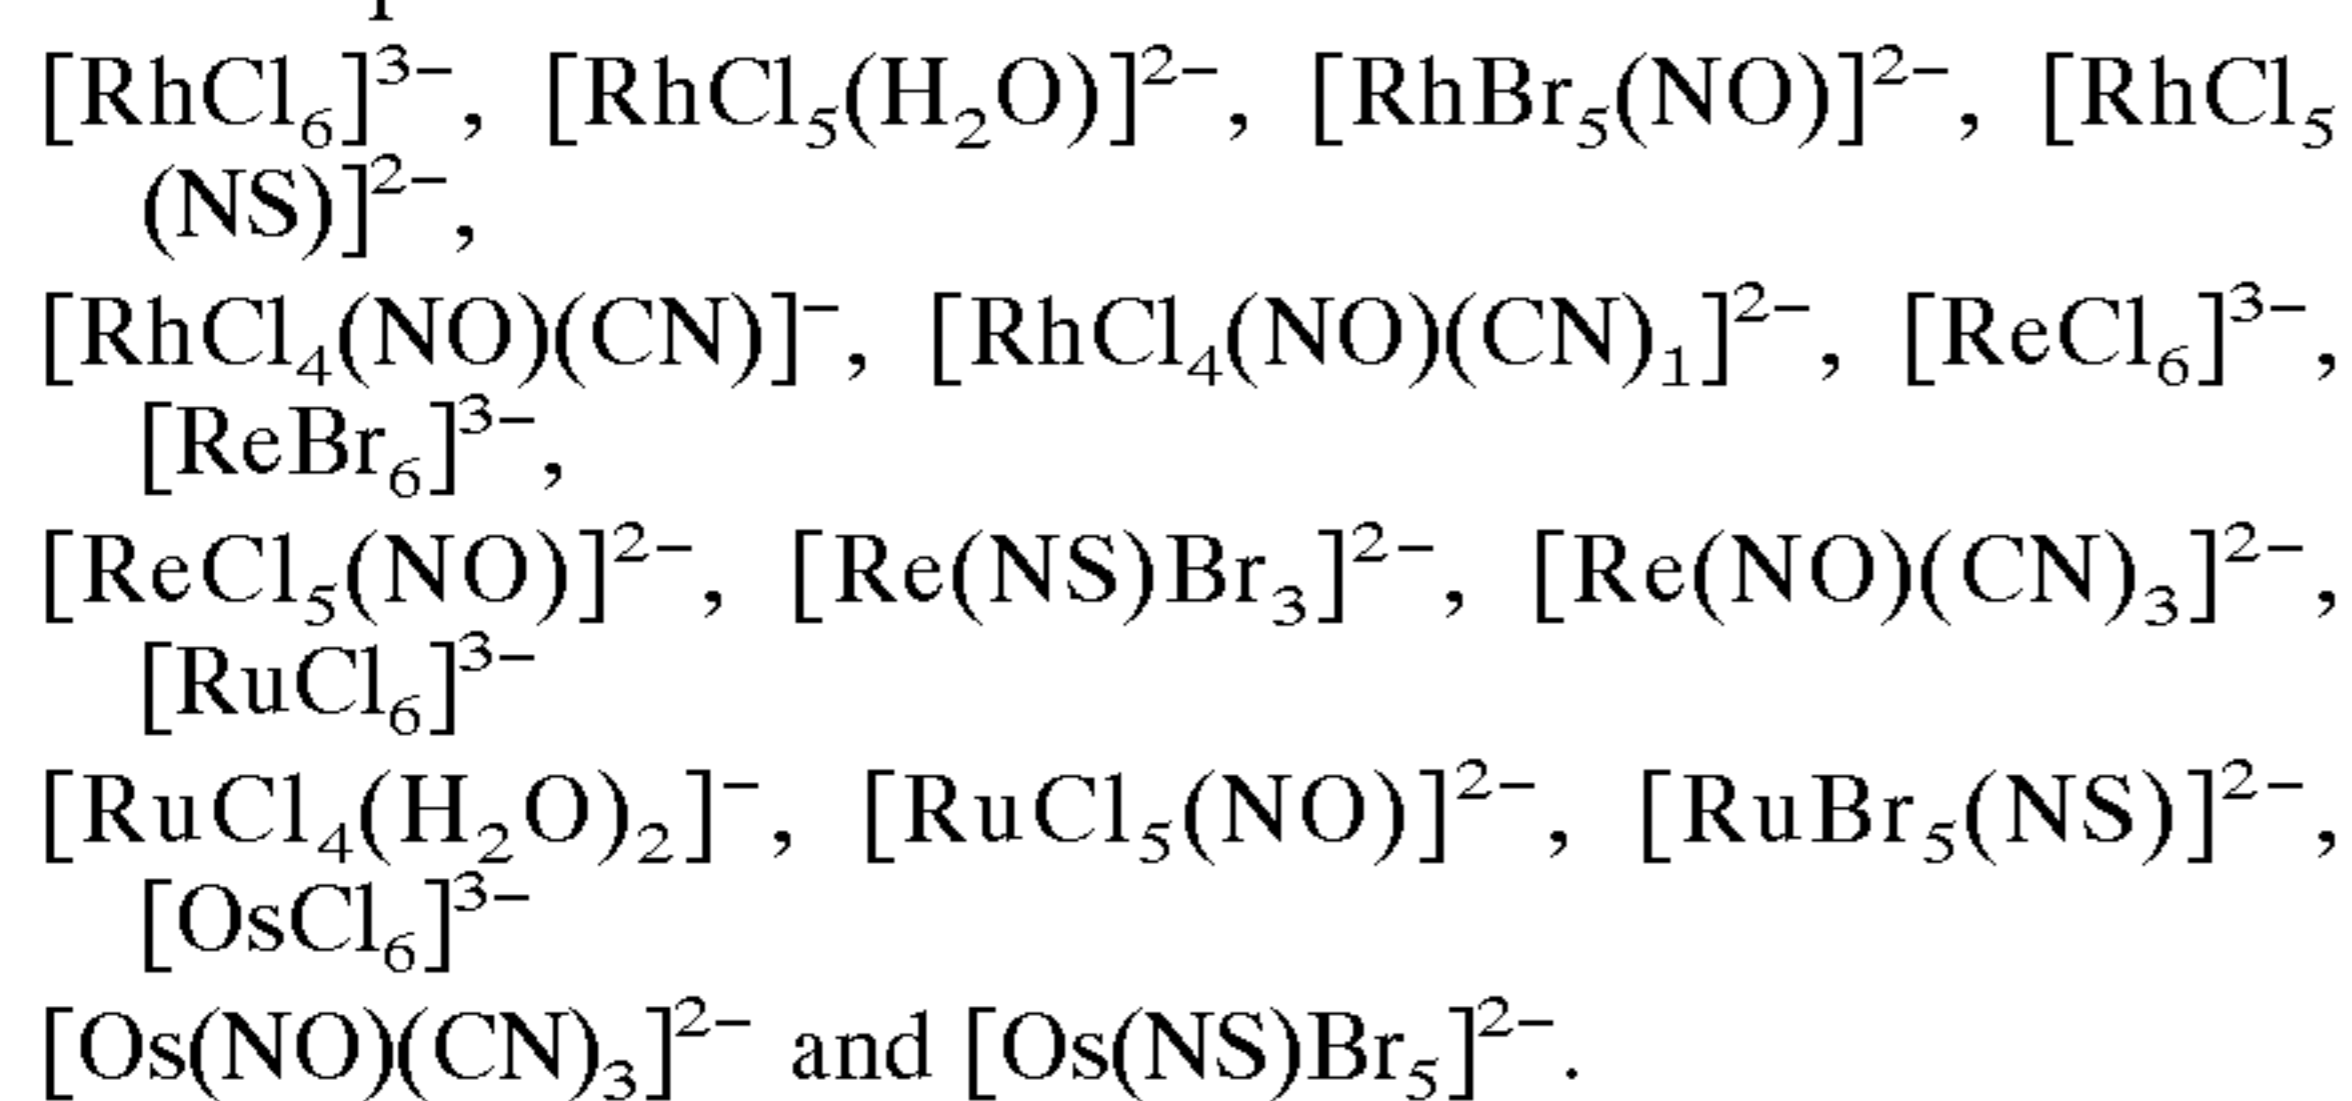 [RhCl₆]³⁻, [RhCl₅(H₂O)]²⁻, [RhBr₅(NO)]²⁻, [RhCl₅
(NS)]²⁻,
[RhCl₄(NO)(CN)]⁻, [RhCl₄(NO)(CN)₁]²⁻, [ReCl₆]³⁻,
[ReBr₆]³⁻,
[ReCl₅(NO)]²⁻, [Re(NS)Br₃]²⁻, [Re(NO)(CN)₃]²⁻,
[RuCl₆]³⁻
[RuCl₄(H₂O)₂]⁻, [RuCl₅(NO)]²⁻, [RuBr₅(NS)]²⁻,
[OsCl₆]³⁻
[Os(NO)(CN)₃]²⁻ and [Os(NS)Br₅]²⁻.